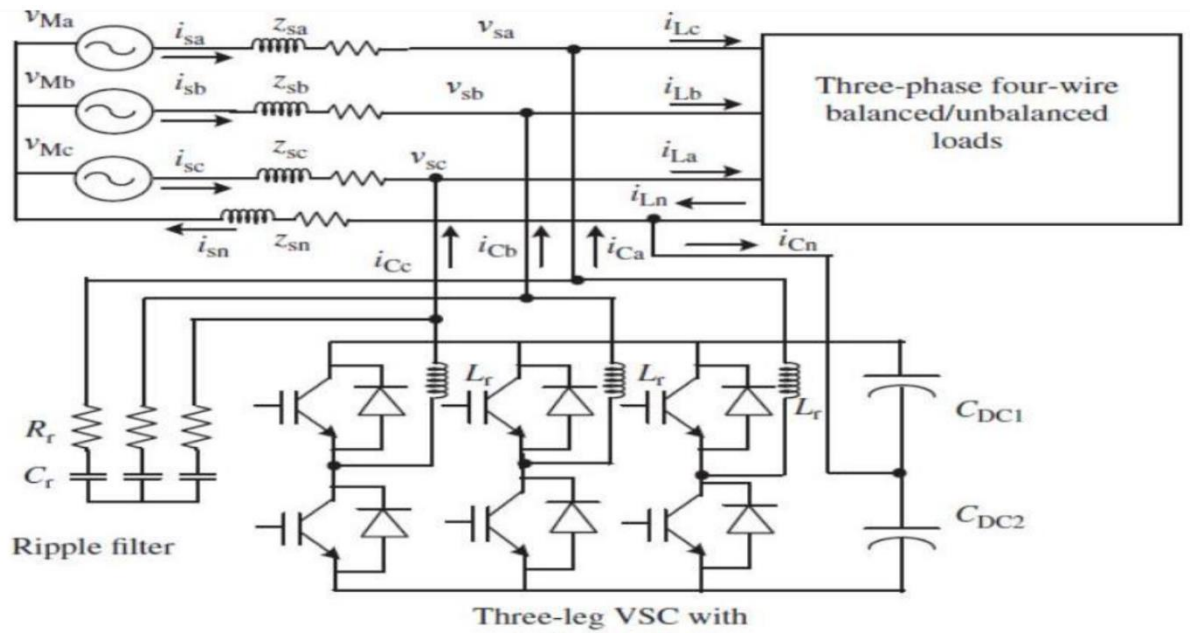 vMa
isa
zsa
vsa
iLc
vMb
isb
zsb
vsb
iLb
vMc
isc
zsc
vsc
iLa
iLn
isn
zsn
iCc
iCb
iCa
iCn
Three-phase four-wire
balanced/unbalanced
loads
Rr
Cr
Ripple filter
Lr
Lr
Lr
CDC1
CDC2
Three-leg VSC with